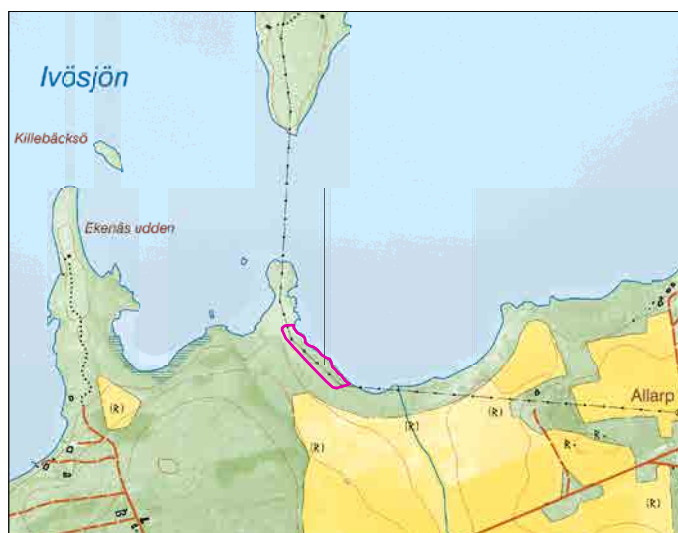 Ivösjön
Killebäcksö
Ekenäs udden
Allarp
(R)
(R)
(R)
(R)
R
R
(R)